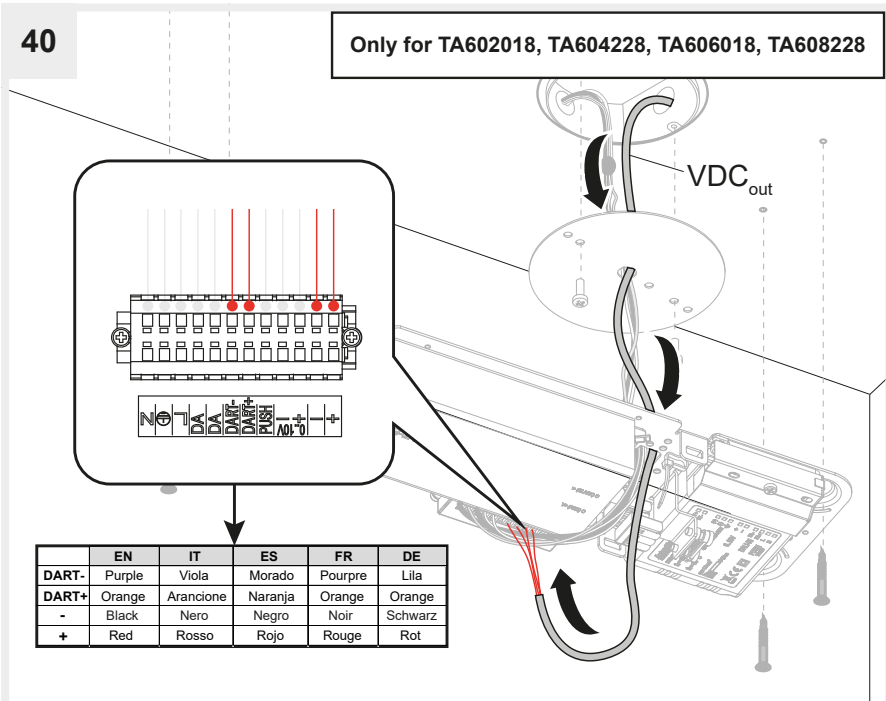 40
Only for TA602018, TA604228, TA606018, TA608228
VDCout
N L DA DA DART- DART+ PUSH 0_10V - + - +
EN IT ES FR DE
DART- Purple Viola Morado Pourpre Lila
DART+ Orange Arancione Naranja Orange Orange
- Black Nero Negro Noir Schwarz
+ Red Rosso Rojo Rouge Rot